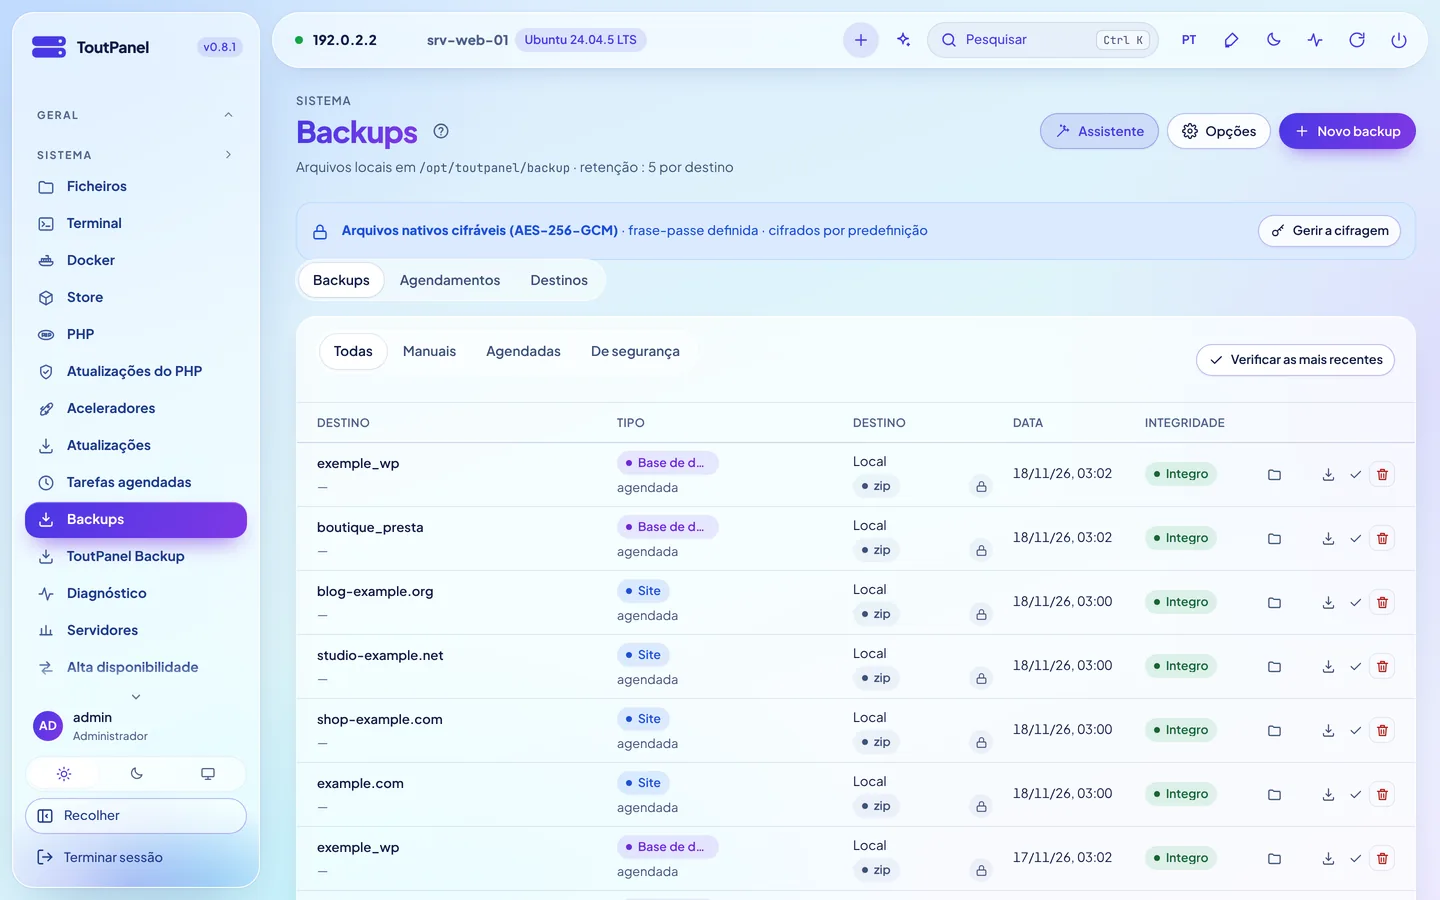 ToutPanel v0.8.1
192.0.2.2 srv-web-01 Ubuntu 24.04.5 LTS Pesquisar Ctrl K PT
GERAL
SISTEMA
Ficheiros
Terminal
Docker
Store
PHP
Atualizações do PHP
Aceleradores
Atualizações
Tarefas agendadas
Backups
ToutPanel Backup
Diagnóstico
Servidores
Alta disponibilidade
AD admin
Administrador
Recolher
Terminar sessão
SISTEMA
Backups
Assistente Opções Novo backup
Arquivos locais em /opt/toutpanel/backup · retenção : 5 por destino
Arquivos nativos cifráveis (AES-256-GCM) · frase-passe definida · cifrados por predefinição Gerir a cifragem
Backups Agendamentos Destinos
Todas Manuais Agendadas De segurança Verificar as mais recentes
DESTINO TIPO DESTINO DATA INTEGRIDADE
exemple_wp Base de d... Local 18/11/26, 03:02 Integro
— agendada zip
boutique_presta Base de d... Local 18/11/26, 03:02 Integro
— agendada zip
blog-example.org Site Local 18/11/26, 03:00 Integro
— agendada zip
studio-example.net Site Local 18/11/26, 03:00 Integro
— agendada zip
shop-example.com Site Local 18/11/26, 03:00 Integro
— agendada zip
example.com Site Local 18/11/26, 03:00 Integro
— agendada zip
exemple_wp Base de d... Local 17/11/26, 03:02 Integro
— agendada zip